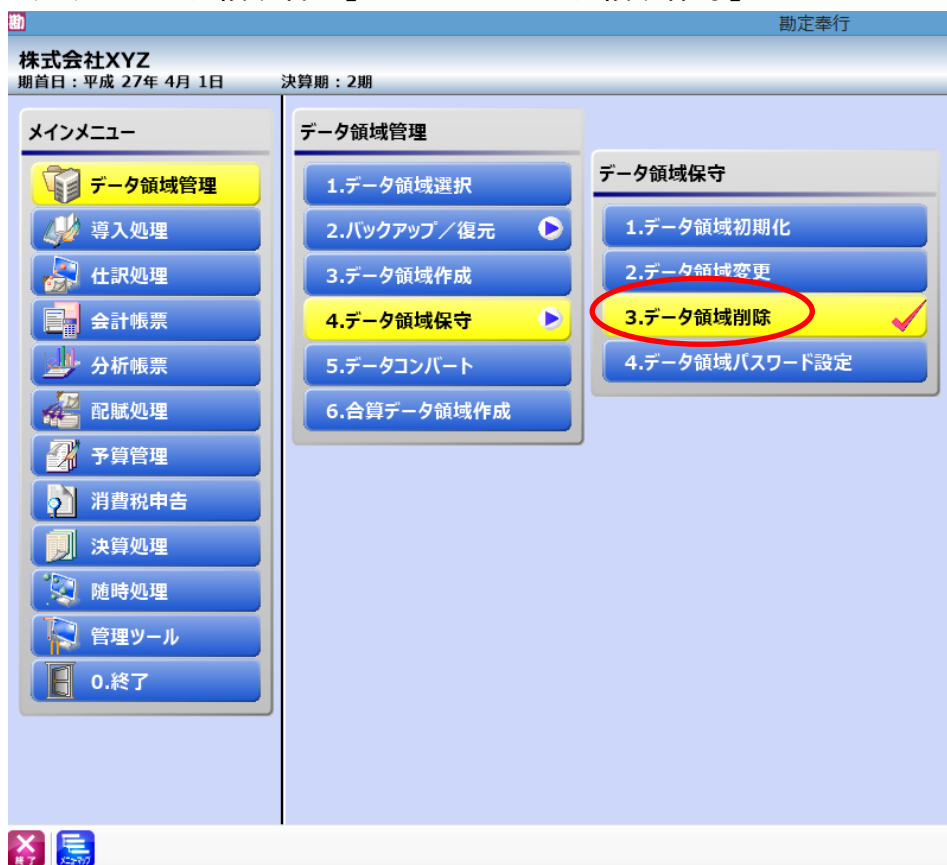 勘
勘定奉行
株式会社XYZ
期首日：平成 27年 4月 1日 決算期：2期
メインメニュー
データ領域管理
導入処理
仕訳処理
会計帳票
分析帳票
配賦処理
予算管理
消費税申告
決算処理
随時処理
管理ツール
0.終了
データ領域管理
1.データ領域選択
2.バックアップ／復元
3.データ領域作成
4.データ領域保守
5.データコンバート
6.合算データ領域作成
データ領域保守
1.データ領域初期化
2.データ領域変更
3.データ領域削除
4.データ領域パスワード設定
終了
メニューマップ